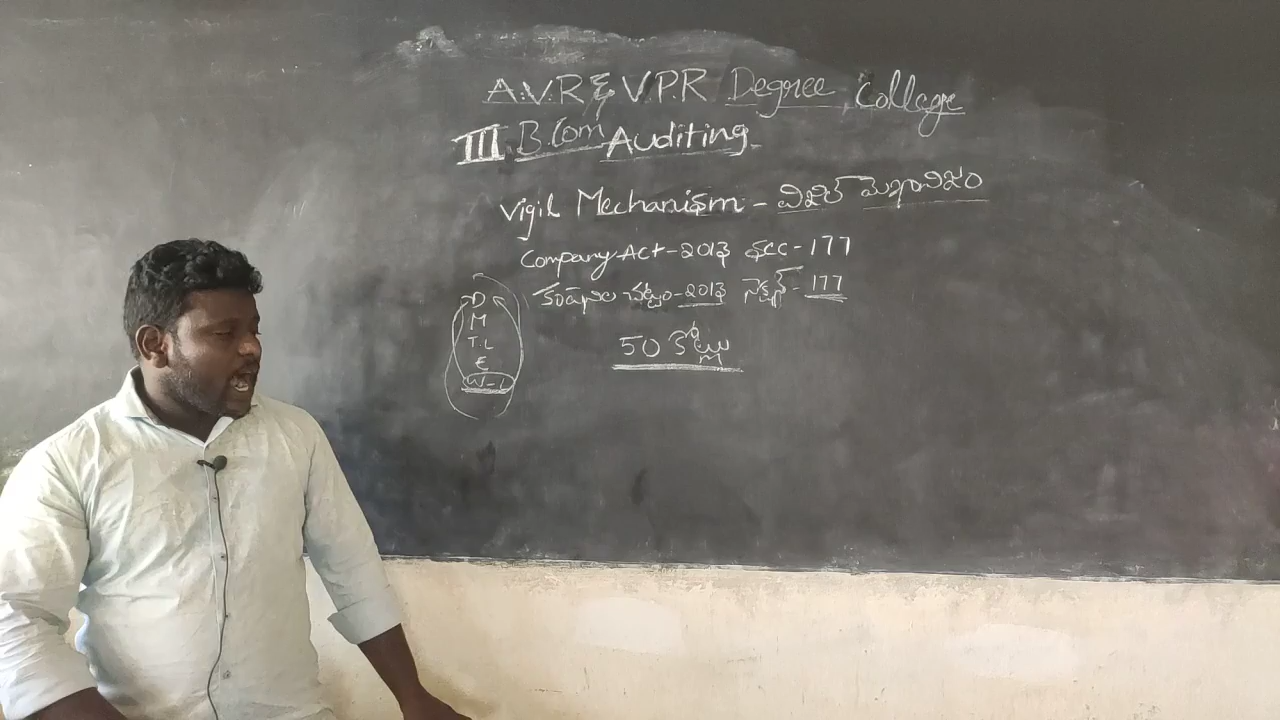 A.V.R & V.P.R Degree College
III B.Com Auditing
Vigil Mechanism - విజిల్ మెఖానిజం
Company Act - 2013 Sec - 177
కంపెనీల చట్టం - 2013 సెక్షన్ - 177
50 కోట్లు
D
M
T.L
E
W-L